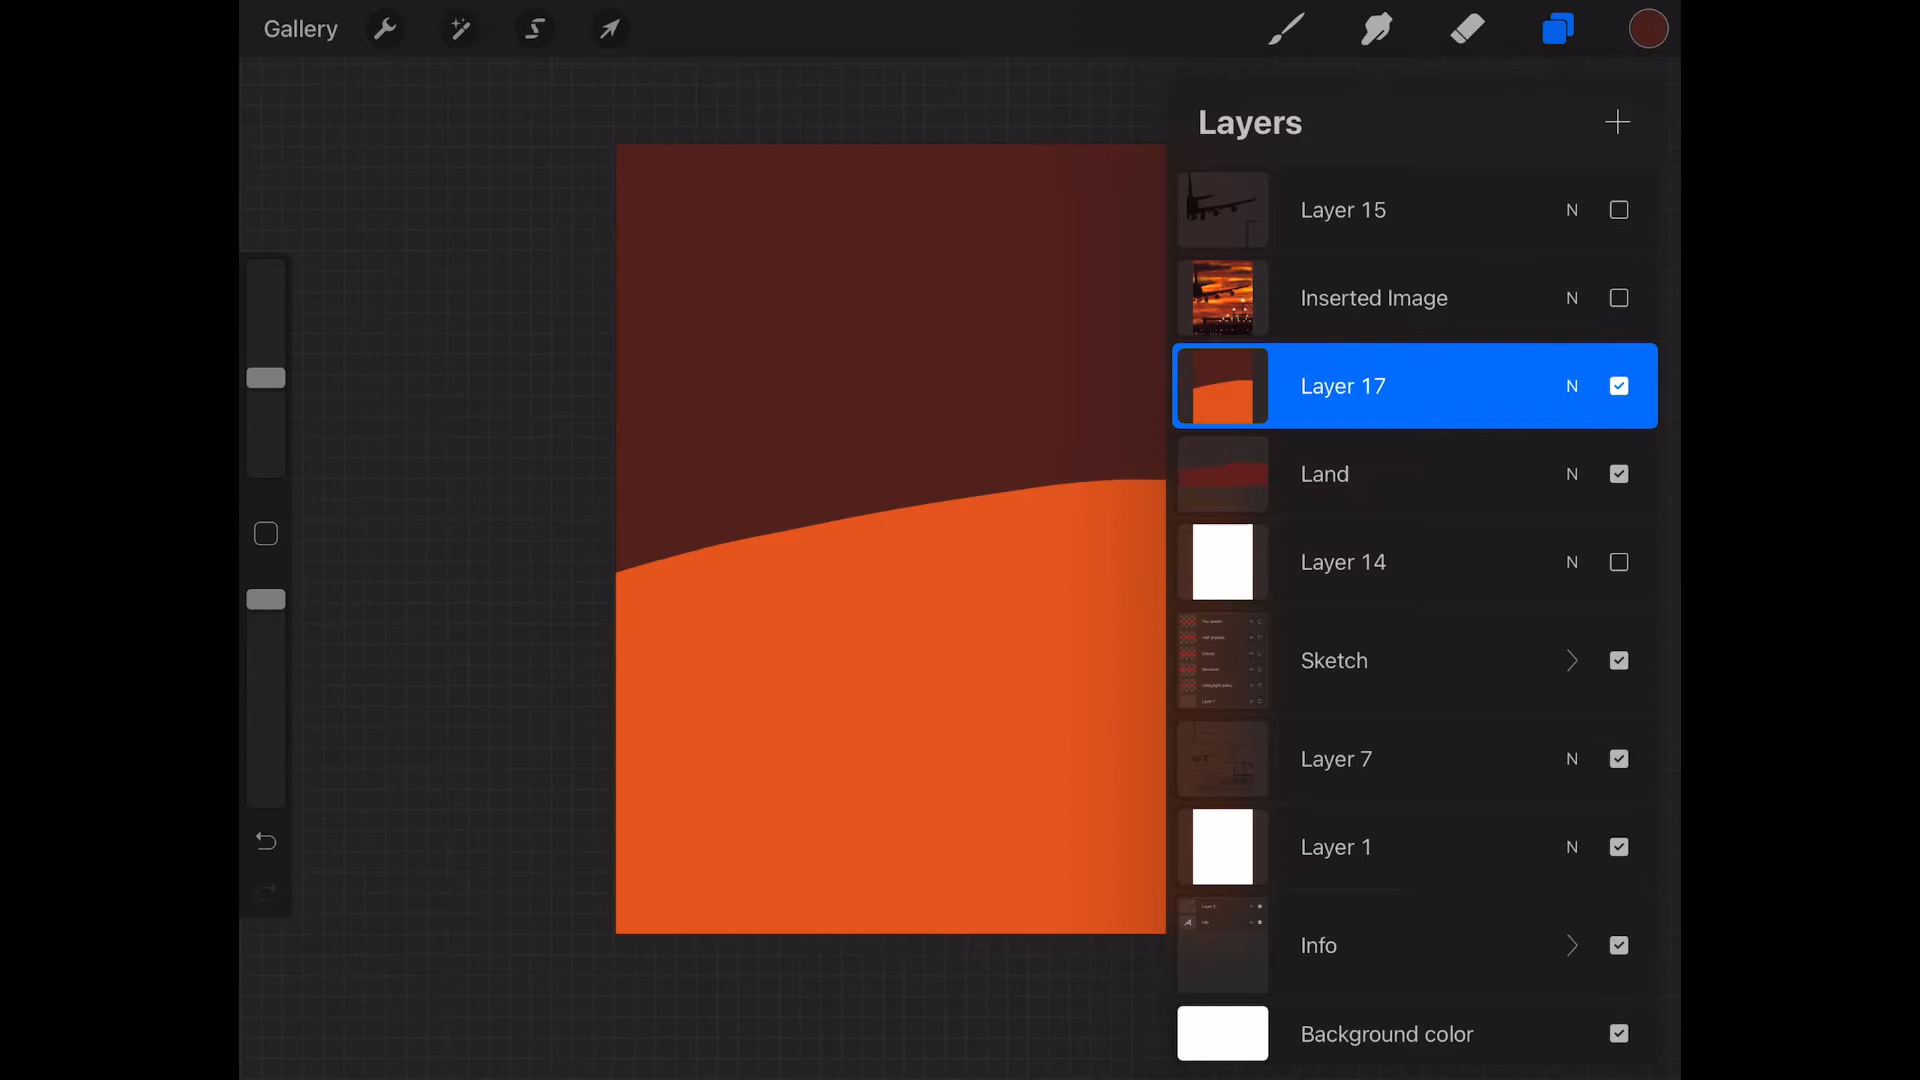 Gallery
Layers
Layer 15 N
Inserted Image N
Layer 17 N
Land N
Layer 14 N
Sketch
Layer 7 N
Layer 1 N
Info
Background color